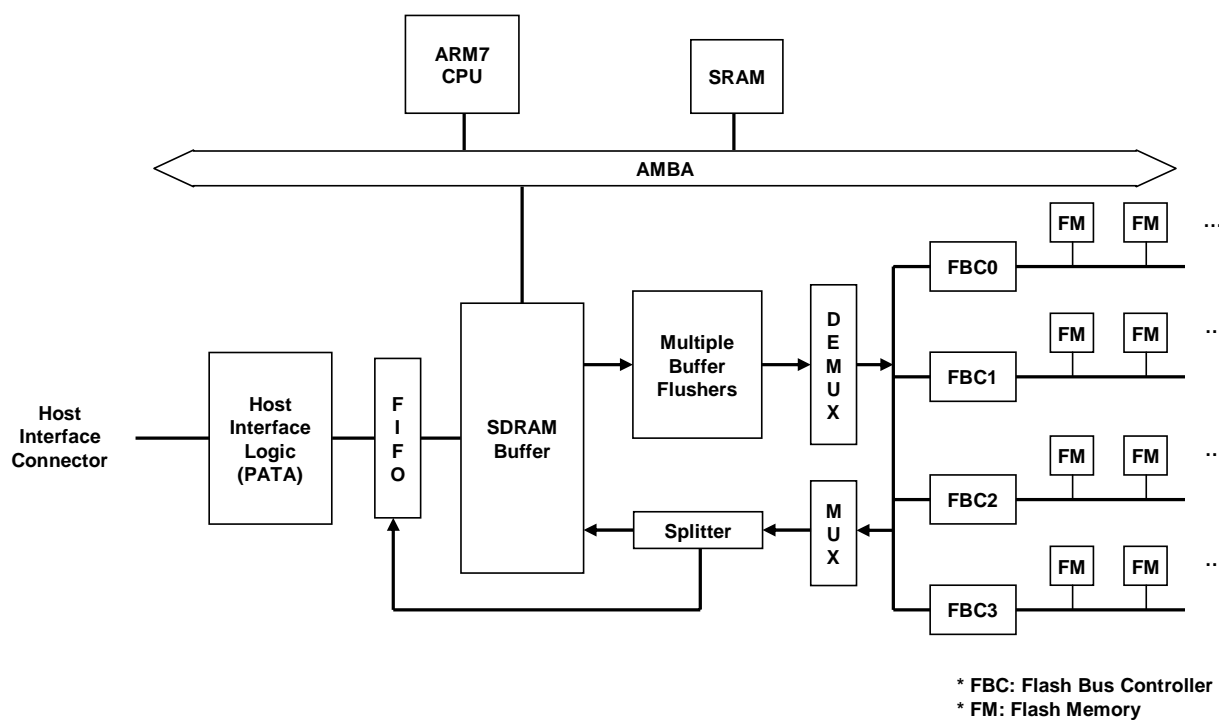 ARM7
CPU
SRAM
AMBA
FM
FM
...
FBC0
FM
FM
...
FBC1
FM
FM
...
FBC2
FM
FM
...
FBC3
Host
Interface
Connector
Host
Interface
Logic
(PATA)
F
I
F
O
SDRAM
Buffer
Multiple
Buffer
Flushers
D
E
M
U
X
Splitter
M
U
X
* FBC: Flash Bus Controller
* FM: Flash Memory